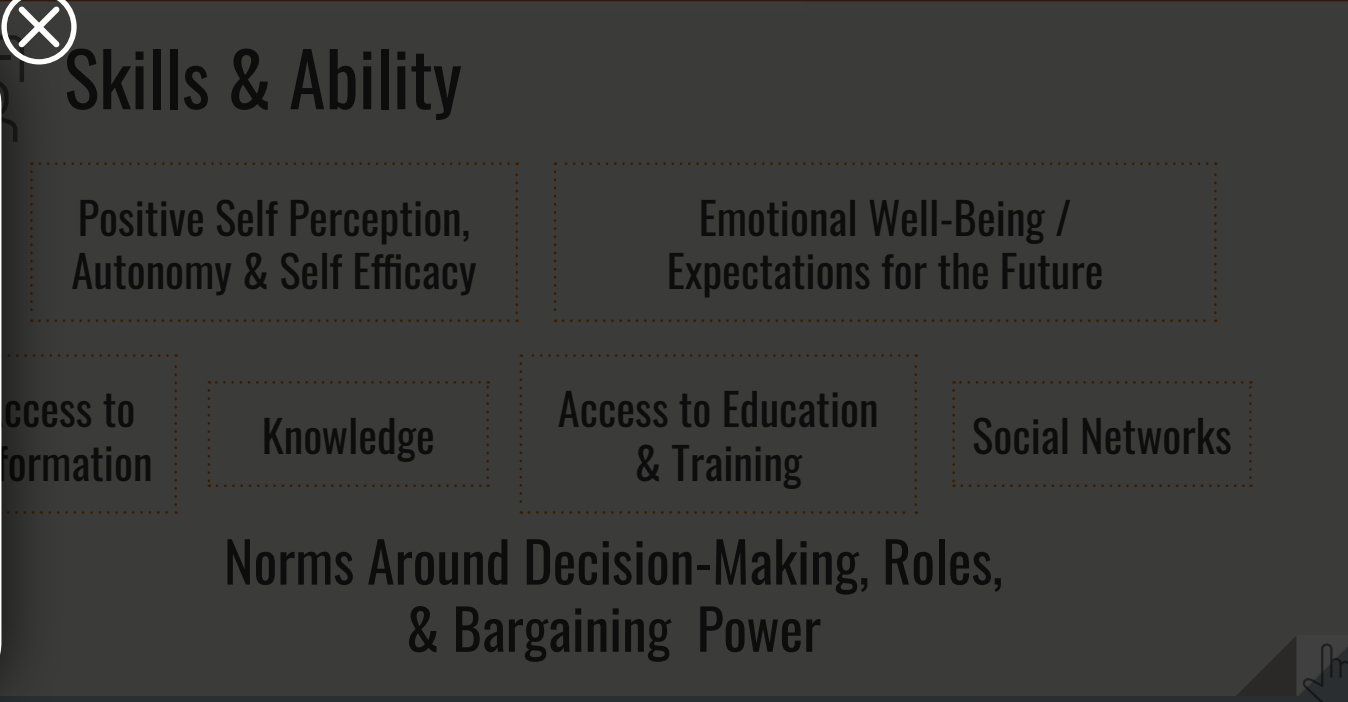 Skills & Ability
Positive Self Perception,
Autonomy & Self Efficacy
Emotional Well-Being /
Expectations for the Future
ccess to
formation
Knowledge
Access to Education
& Training
Social Networks
Norms Around Decision-Making, Roles,
& Bargaining Power